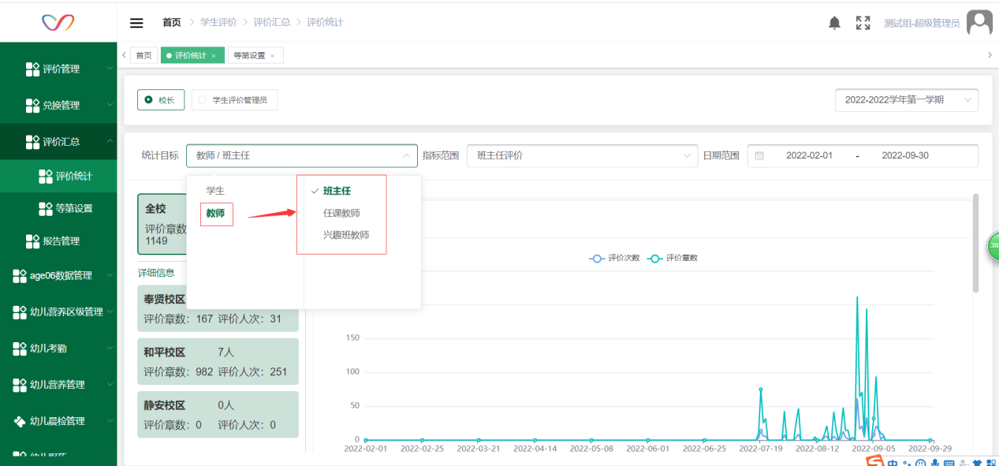 首页 > 学生评价 > 评价汇总 > 评价统计
测试组-超级管理员
首页
评价统计 ×
等第设置 ×
评价管理
兑换管理
评价汇总
评价统计
等第设置
报告管理
age06数据管理
幼儿营养区级管理
幼儿考勤
幼儿营养管理
幼儿晨检管理
校长
学生评价管理员
2022-2022学年第一学期
统计目标 教师 / 班主任
指标范围 班主任评价
日期范围 2022-02-01 - 2022-09-30
学生
教师
班主任
任课教师
兴趣班教师
全校
评价章数
1149
详细信息
奉贤校区
评价章数: 167 评价人次: 31
和平校区 7人
评价章数: 982 评价人次: 251
静安校区 0人
评价章数: 0 评价人次: 0
评价次数 评价章数
150
100
50
0
2022-02-01 2022-02-25 2022-03-21 2022-04-14 2022-05-08 2022-06-01 2022-06-25 2022-07-19 2022-08-12 2022-09-05 2022-09-29
38
中